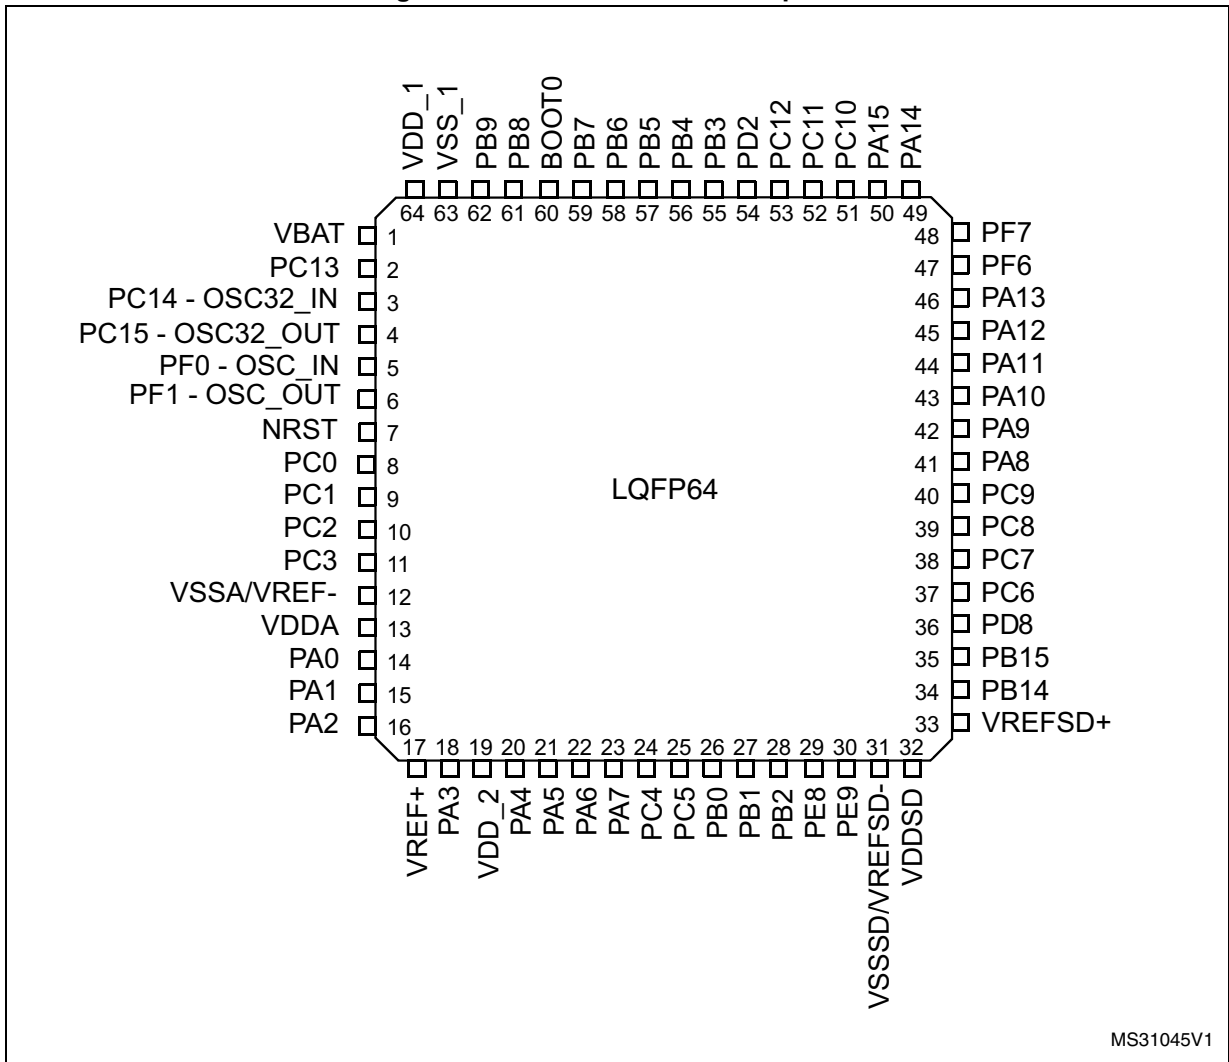 VDD_1
VSS_1
PB9
PB8
BOOT0
PB7
PB6
PB5
PB4
PB3
PD2
PC12
PC11
PC10
PA15
PA14
64 63 62 61 60 59 58 57 56 55 54 53 52 51 50 49
VBAT 1
PC13 2
PC14 - OSC32_IN 3
PC15 - OSC32_OUT 4
PF0 - OSC_IN 5
PF1 - OSC_OUT 6
NRST 7
PC0 8
PC1 9
PC2 10
PC3 11
VSSA/VREF- 12
VDDA 13
PA0 14
PA1 15
PA2 16
LQFP64
48 PF7
47 PF6
46 PA13
45 PA12
44 PA11
43 PA10
42 PA9
41 PA8
40 PC9
39 PC8
38 PC7
37 PC6
36 PD8
35 PB15
34 PB14
33 VREFSD+
17 18 19 20 21 22 23 24 25 26 27 28 29 30 31 32
VREF+
PA3
VDD_2
PA4
PA5
PA6
PA7
PC4
PC5
PB0
PB1
PB2
PE8
PE9
VSSSD/VREFSD-
VDDSD
MS31045V1